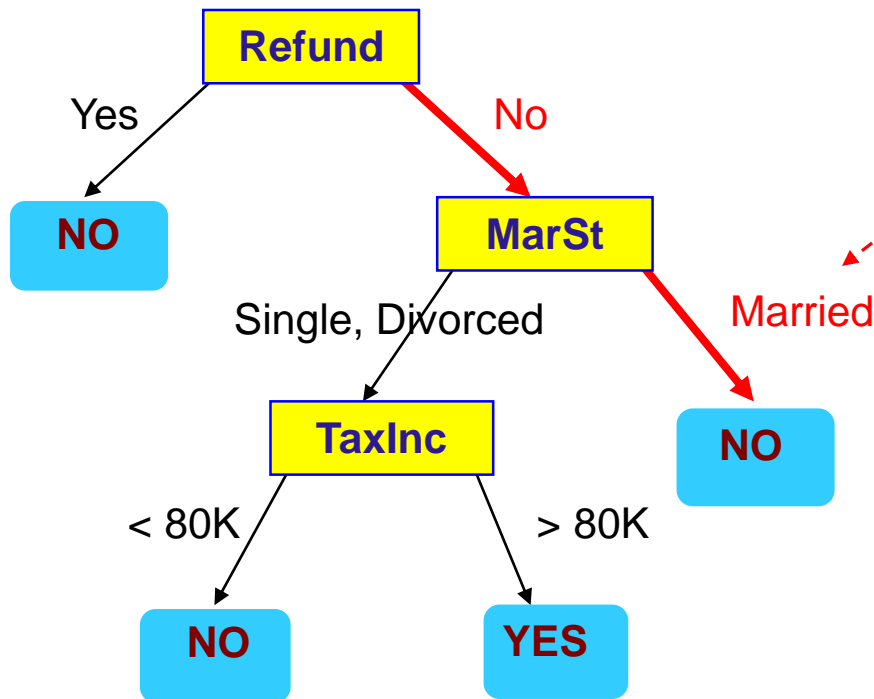 Refund
Yes
No
NO
MarSt
Single, Divorced
Married
TaxInc
NO
< 80K
> 80K
NO
YES